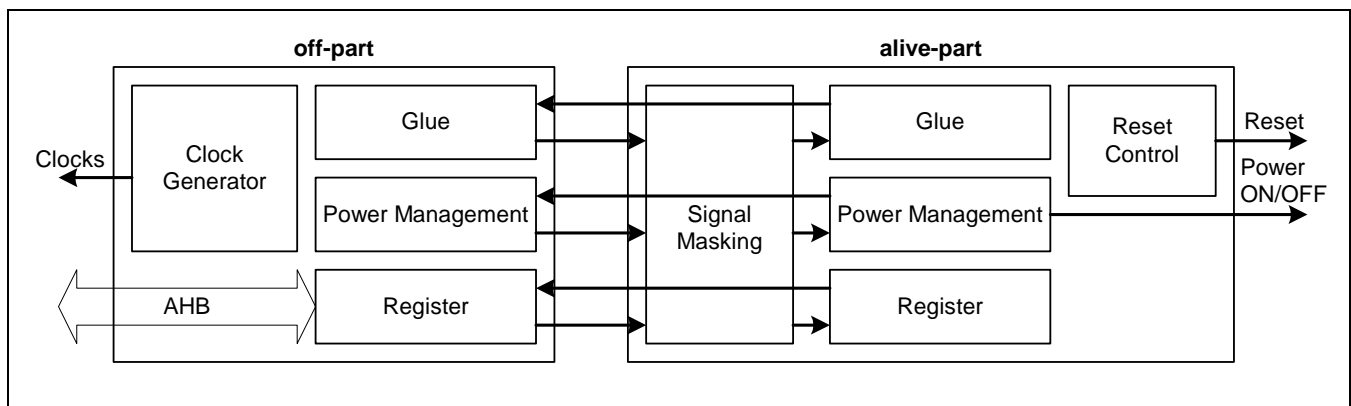 off-part
alive-part
Clocks
Clock
Generator
Glue
Power Management
AHB
Register
Signal
Masking
Glue
Power Management
Register
Reset
Control
Reset
Power
ON/OFF